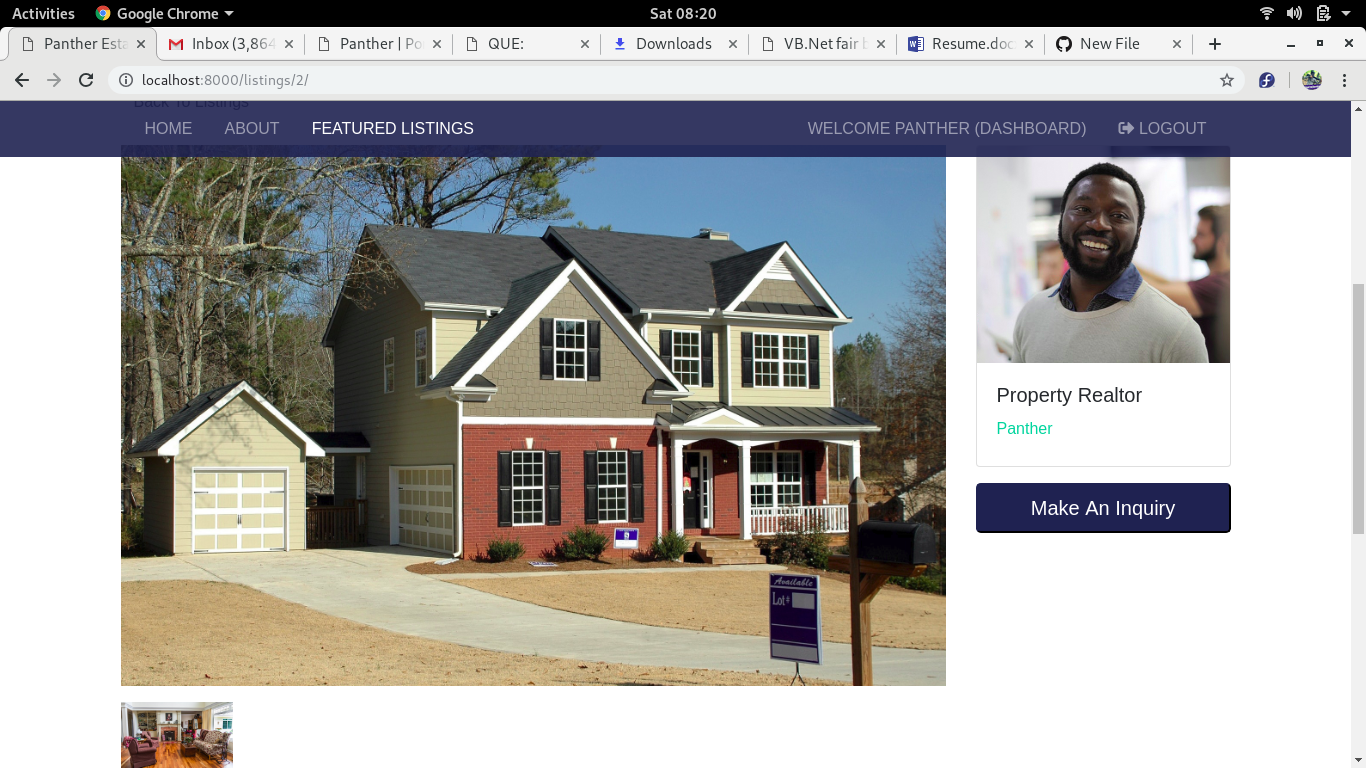 Activities Google Chrome Sat 08:20
Panther Esta Inbox (3,864 Panther | Po QUE: Downloads VB.Net fair b Resume.doc New File
localhost:8000/listings/2/
Back To Listings
HOME ABOUT FEATURED LISTINGS WELCOME PANTHER (DASHBOARD) LOGOUT
Property Realtor
Panther
Make An Inquiry
Available
Lot#